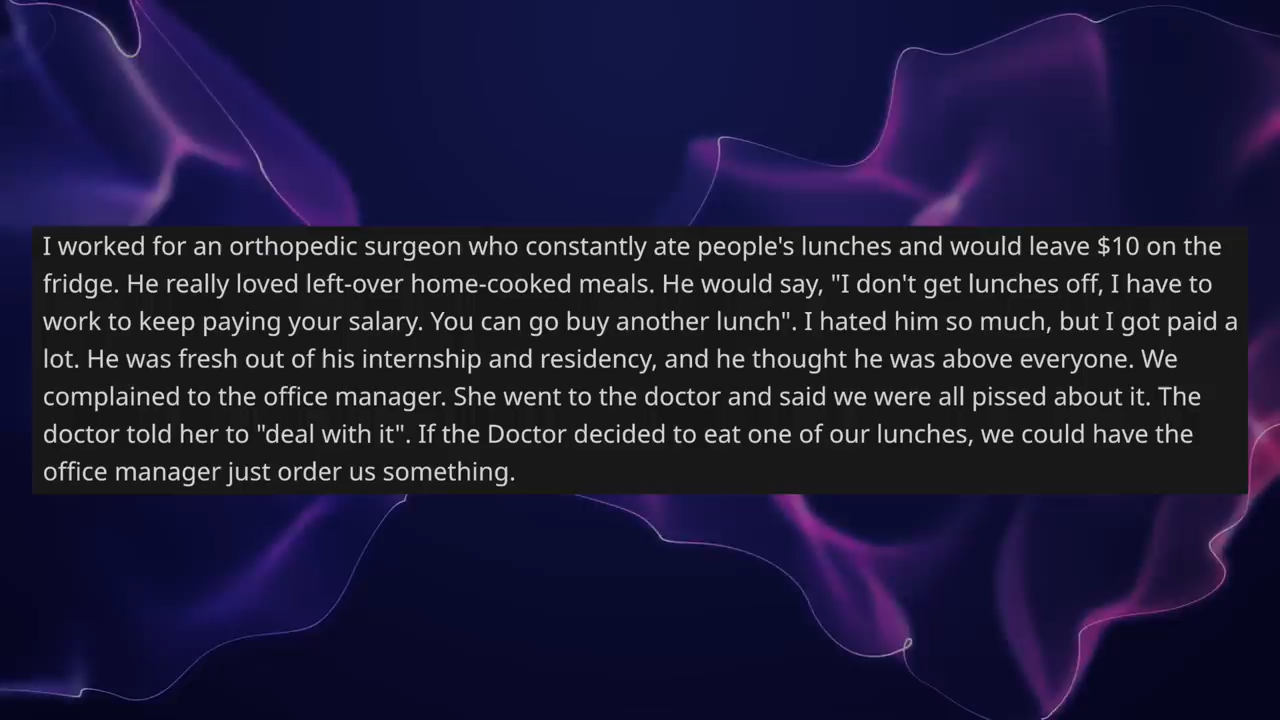 I worked for an orthopedic surgeon who constantly ate people's lunches and would leave $10 on the
fridge. He really loved left-over home-cooked meals. He would say, "I don't get lunches off, I have to
work to keep paying your salary. You can go buy another lunch". I hated him so much, but I got paid a
lot. He was fresh out of his internship and residency, and he thought he was above everyone. We
complained to the office manager. She went to the doctor and said we were all pissed about it. The
doctor told her to "deal with it". If the Doctor decided to eat one of our lunches, we could have the
office manager just order us something.